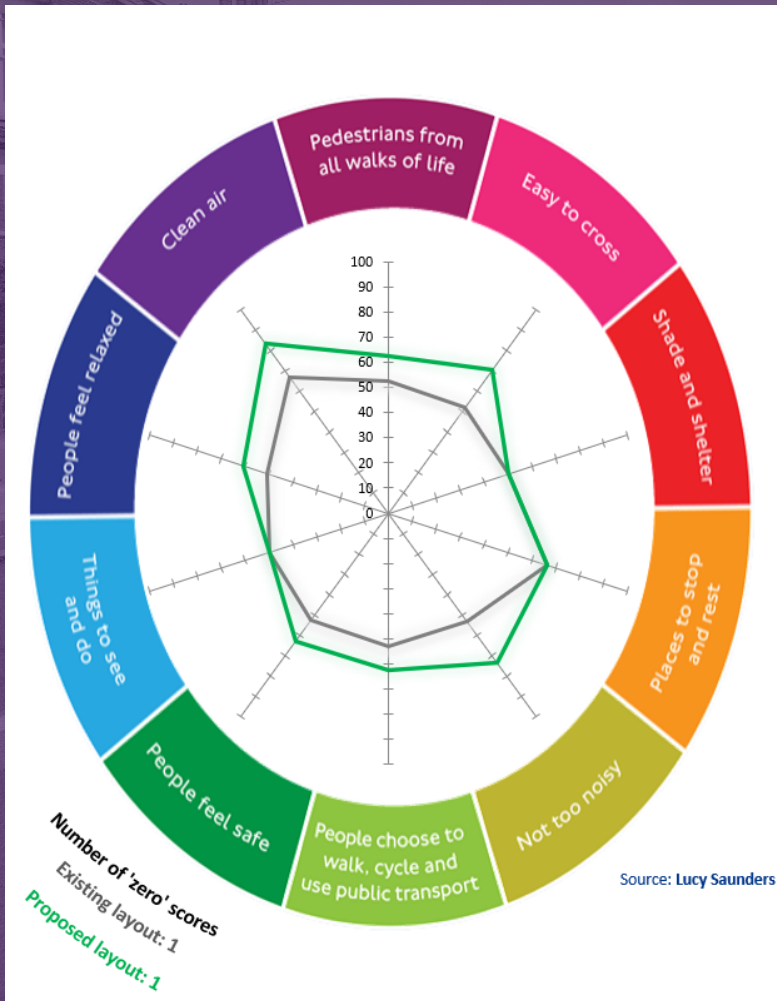 Pedestrians from
all walks of life
Easy to cross
Shade and shelter
Places to stop
and rest
Not too noisy
People choose to
walk, cycle and
use public transport
People feel safe
Things to see
and do
People feel relaxed
Clean air
100
90
80
70
60
50
40
30
20
10
0
Number of 'zero' scores
Existing layout: 1
Proposed layout: 1
Source: Lucy Saunders